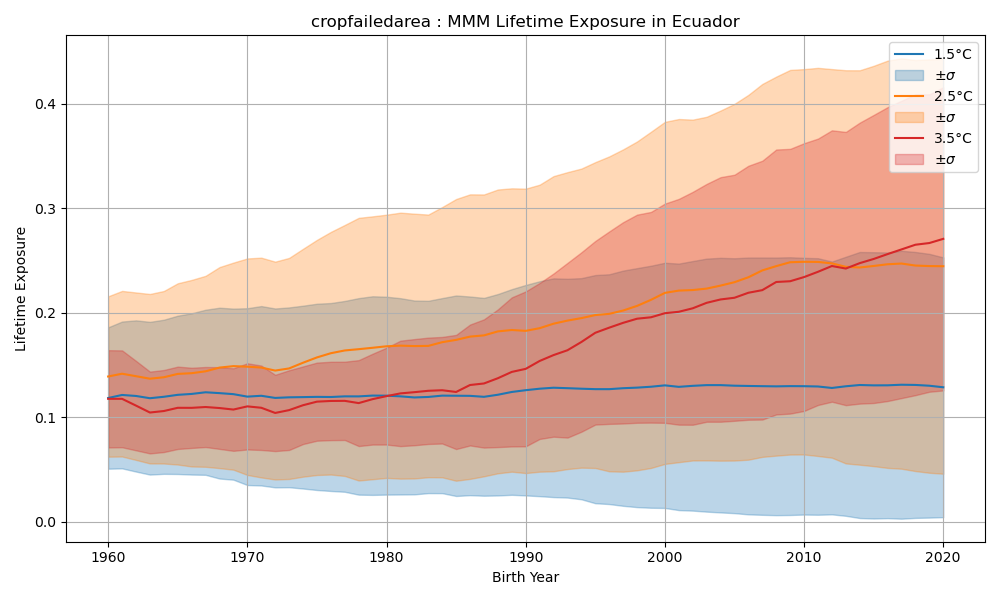 cropfailedarea : MMM Lifetime Exposure in Ecuador
Lifetime Exposure
0.4
0.3
0.2
0.1
0.0
1960 1970 1980 1990 2000 2010 2020
Birth Year
1.5°C
±σ
2.5°C
±σ
3.5°C
±σ